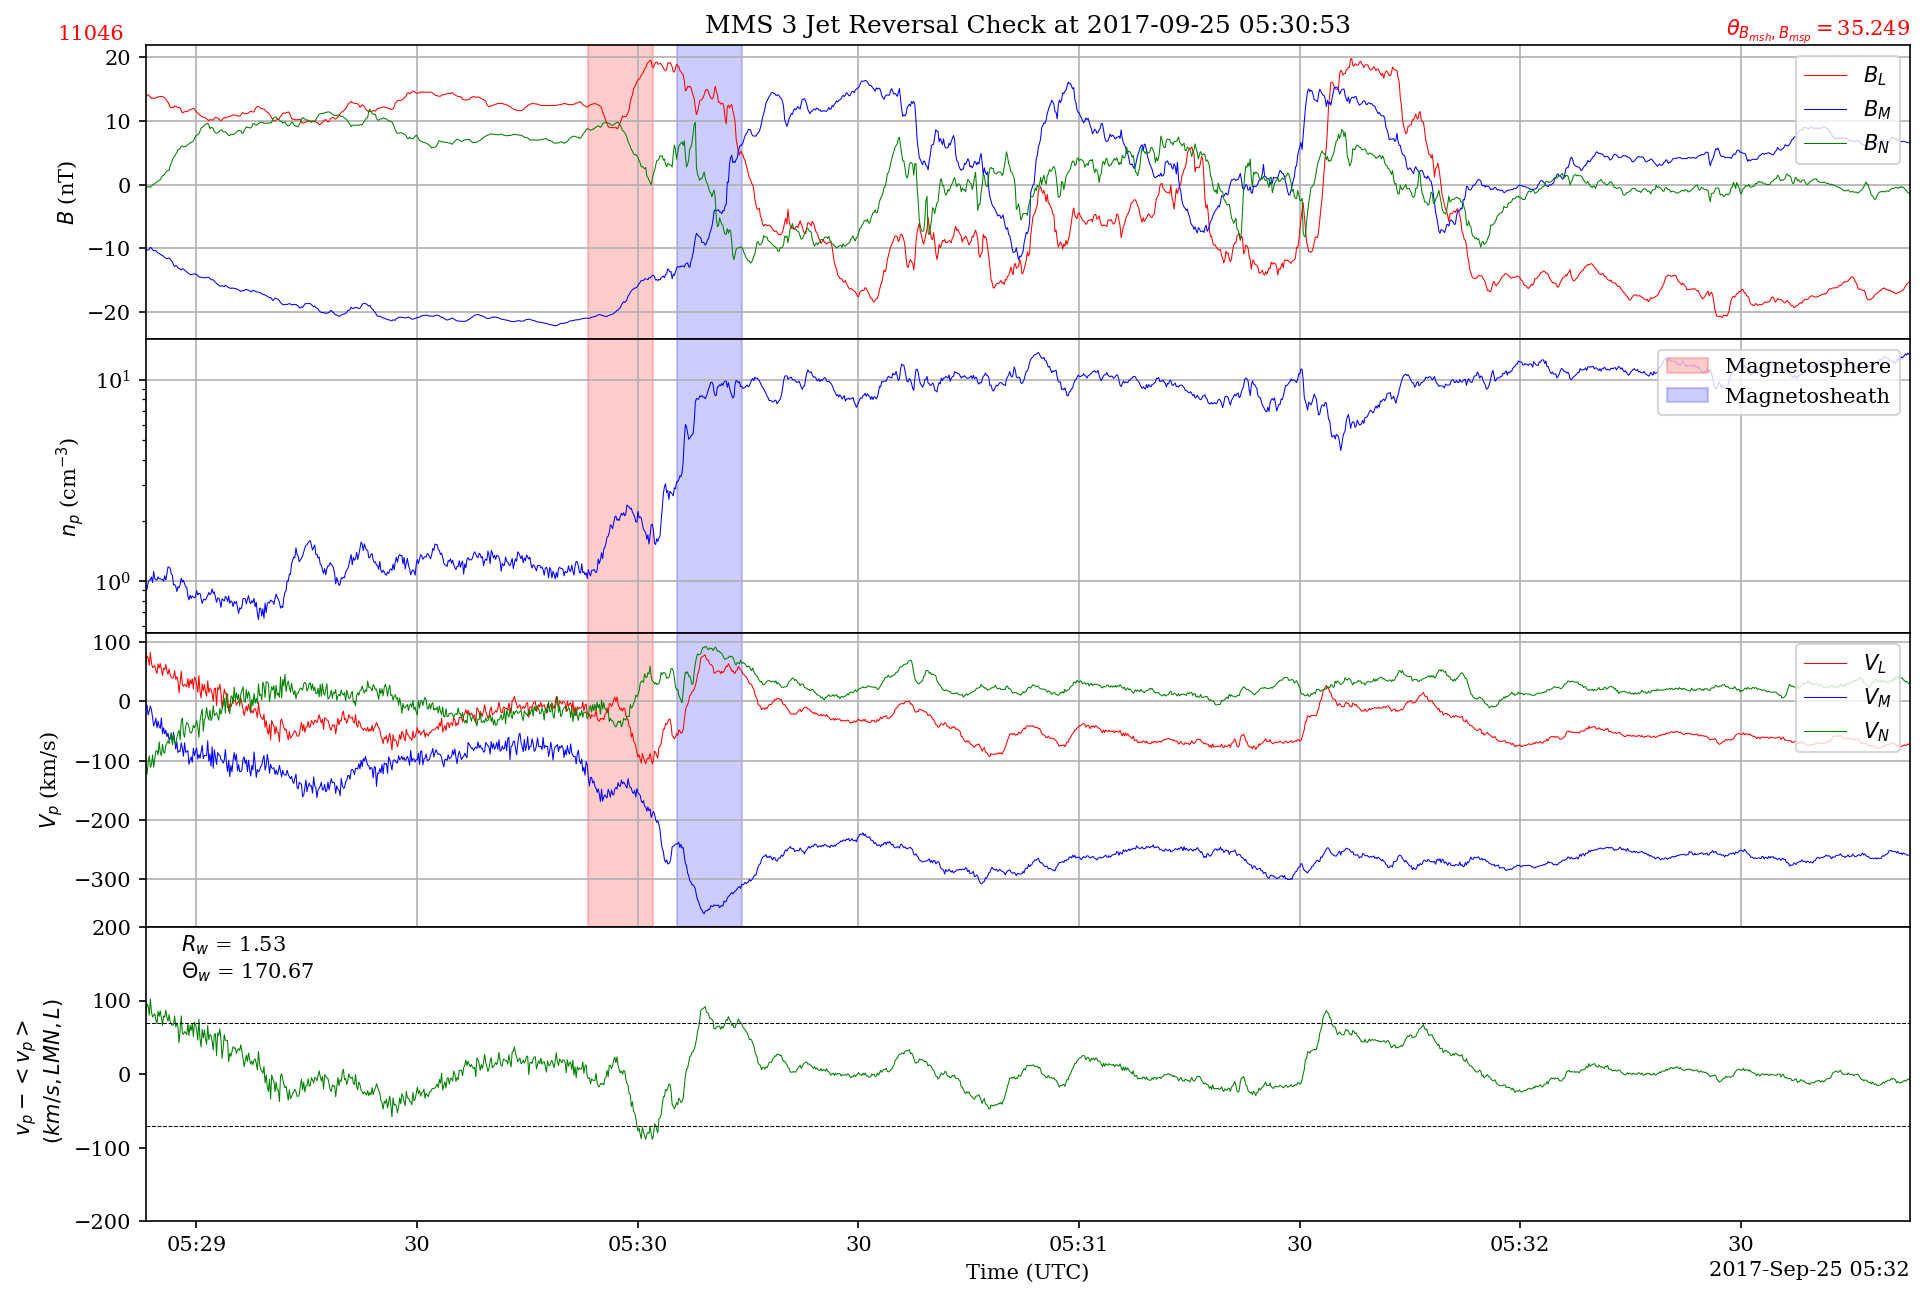 MMS 3 Jet Reversal Check at 2017-09-25 05:30:53
11046
θ_{B_{msh}, B_{msp}} = 35.249
20
10
0
−10
−20
B (nT)
B_L
B_M
B_N
10^1
10^0
n_p (cm^{−3})
Magnetosphere
Magnetosheath
100
0
−100
−200
−300
V_p (km/s)
V_L
V_M
V_N
200
100
0
−100
−200
v_p − < v_p >
(km/s, LMN, L)
R_w = 1.53
Θ_w = 170.67
05:29 30 05:30 30 05:31 30 05:32 30
Time (UTC)
2017-Sep-25 05:32